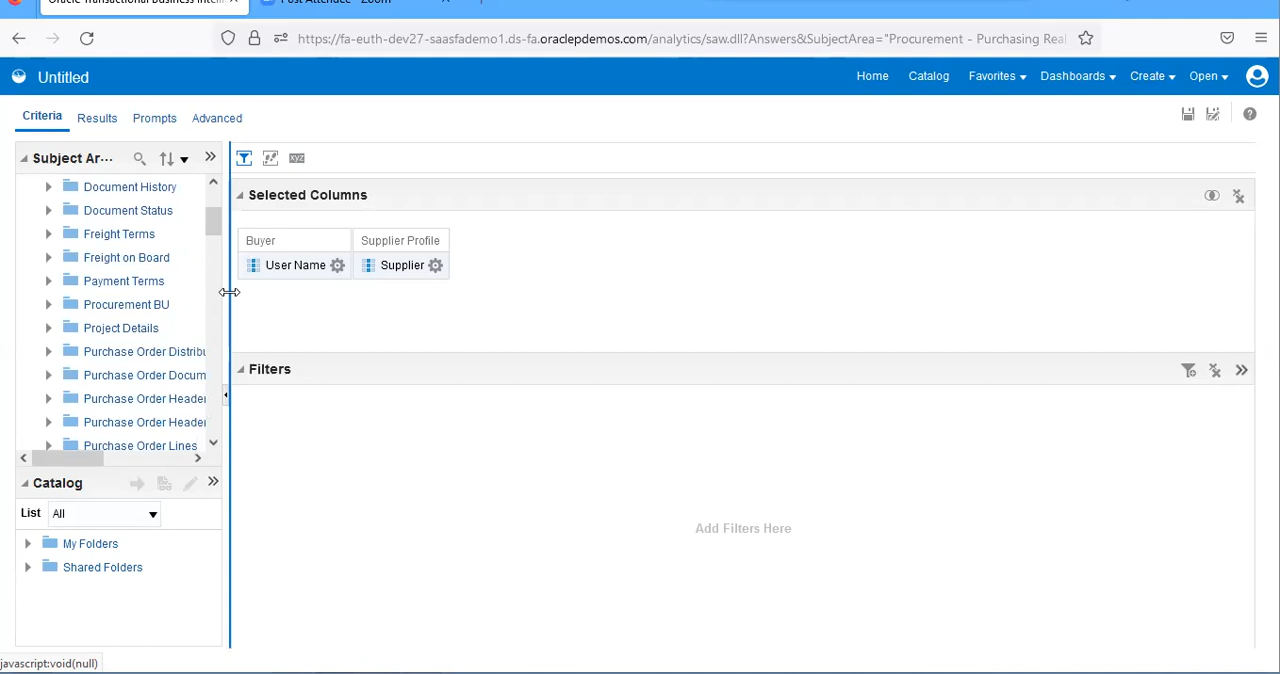 Oracle Transactional Business Intelli
Post Attendee - Zoom
https://fa-euth-dev27-saasfademo1.ds-fa.oraclepdemos.com/analytics/saw.dll?Answers&SubjectArea="Procurement - Purchasing Real
Untitled
Home Catalog Favorites Dashboards Create Open
Criteria Results Prompts Advanced
Subject Ar...
Document History
Document Status
Freight Terms
Freight on Board
Payment Terms
Procurement BU
Project Details
Purchase Order Distribu
Purchase Order Docum
Purchase Order Header
Purchase Order Header
Purchase Order Lines
Catalog
List All
My Folders
Shared Folders
XYZ
Selected Columns
Buyer Supplier Profile
User Name Supplier
Filters
Add Filters Here
javascript:void(null)